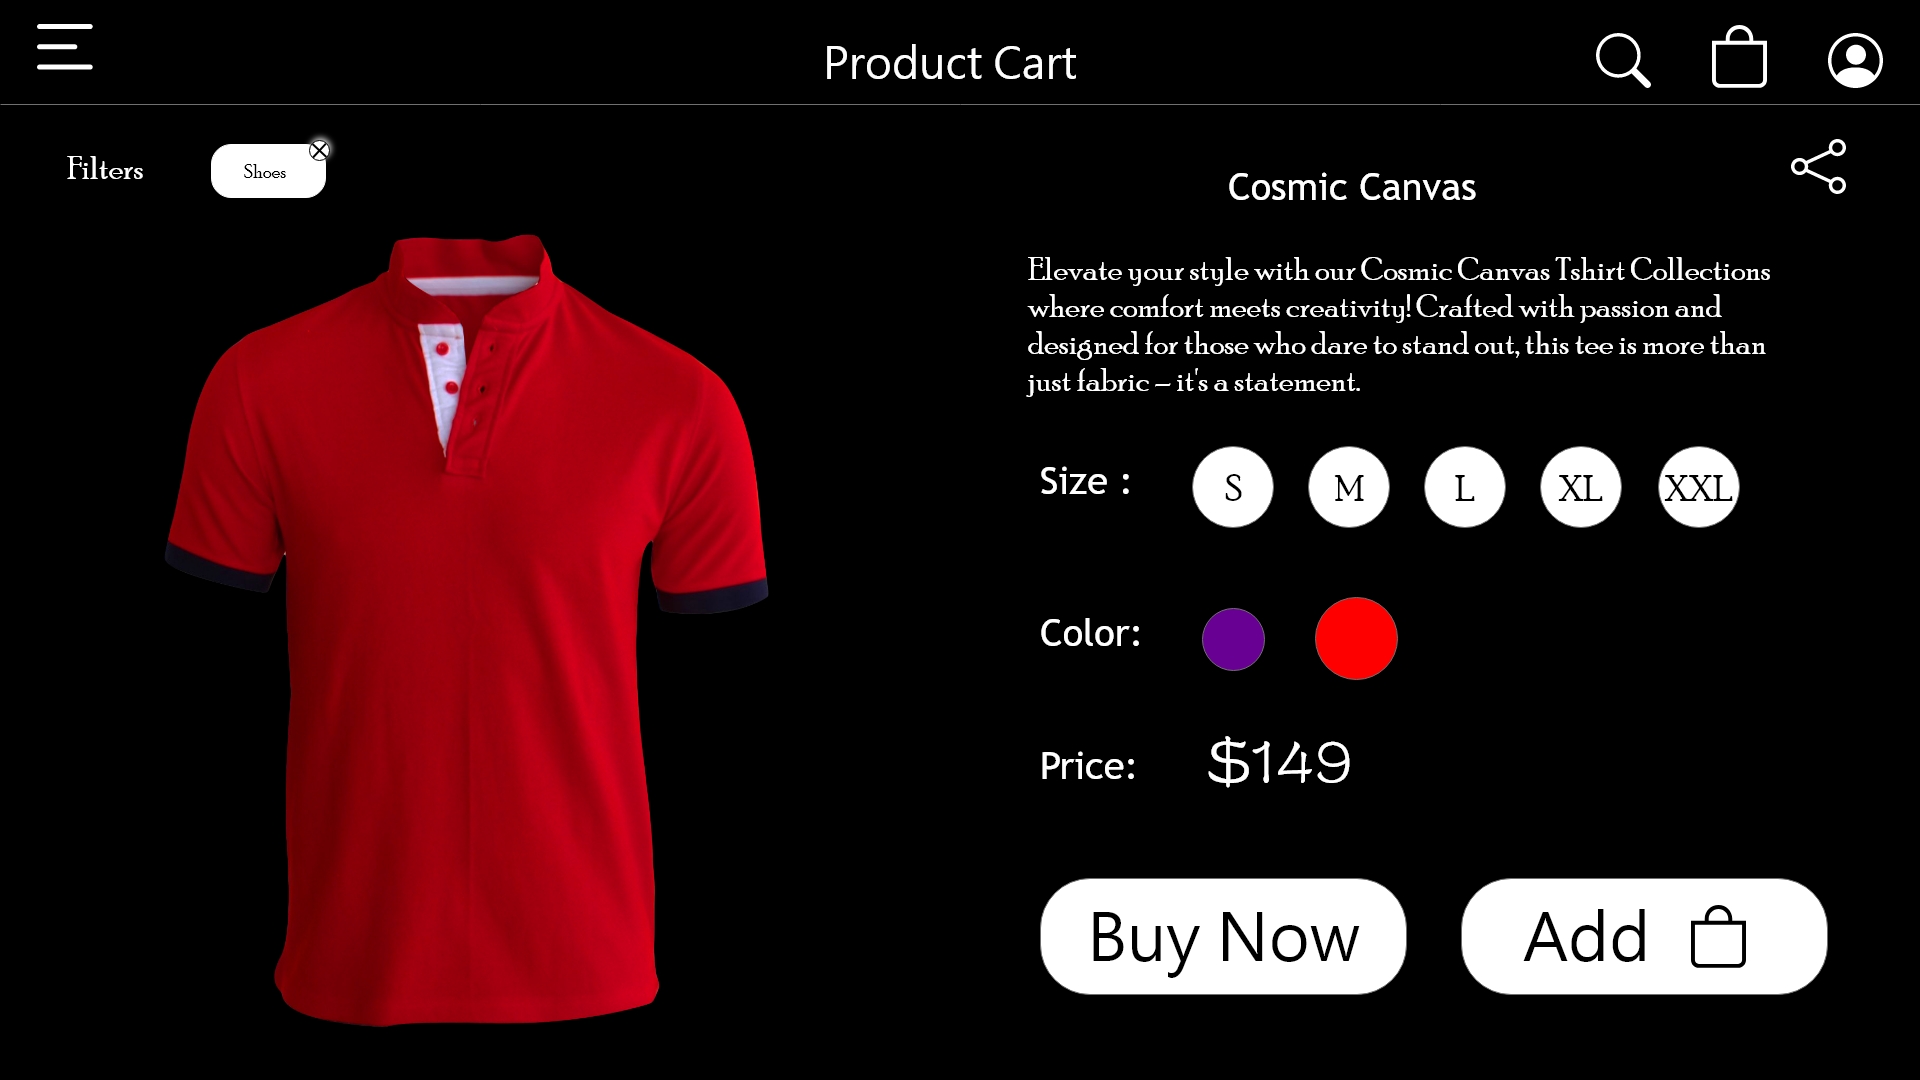 Product Cart
Filters
Shoes
Cosmic Canvas
Elevate your style with our Cosmic Canvas Tshirt Collections
where comfort meets creativity! Crafted with passion and
designed for those who dare to stand out, this tee is more than
just fabric – it's a statement.
Size : S M L XL XXL
Color:
Price: $149
Buy Now
Add